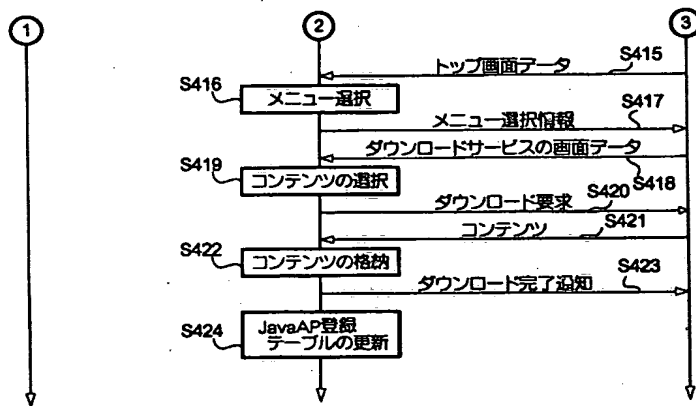 1
2
3
トップ画面データ
S415
S416
メニュー選択
メニュー選択情報
S417
ダウンロードサービスの画面データ
S418
S419
コンテンツの選択
ダウンロード要求
S420
コンテンツ
S421
S422
コンテンツの格納
ダウンロード完了通知
S423
S424
JavaAP登録
テーブルの更新